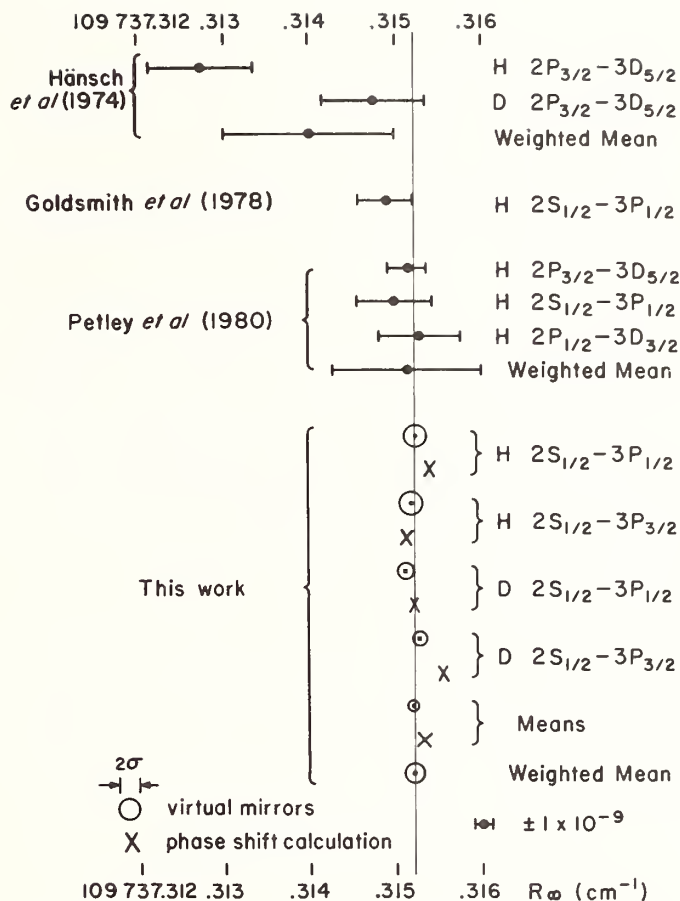 109 737.312 .313 .314 .315 .316
Hänsch et al (1974)
H 2P3/2−3D5/2
D 2P3/2−3D5/2
Weighted Mean
Goldsmith et al (1978) H 2S1/2−3P1/2
Petley et al (1980)
H 2P3/2−3D5/2
H 2S1/2−3P1/2
H 2P1/2−3D3/2
Weighted Mean
This work
H 2S1/2−3P1/2
H 2S1/2−3P3/2
D 2S1/2−3P1/2
D 2S1/2−3P3/2
Means
Weighted Mean
2σ
virtual mirrors
X phase shift calculation
± 1 x 10−9
109 737.312 .313 .314 .315 .316 R∞ (cm−1)